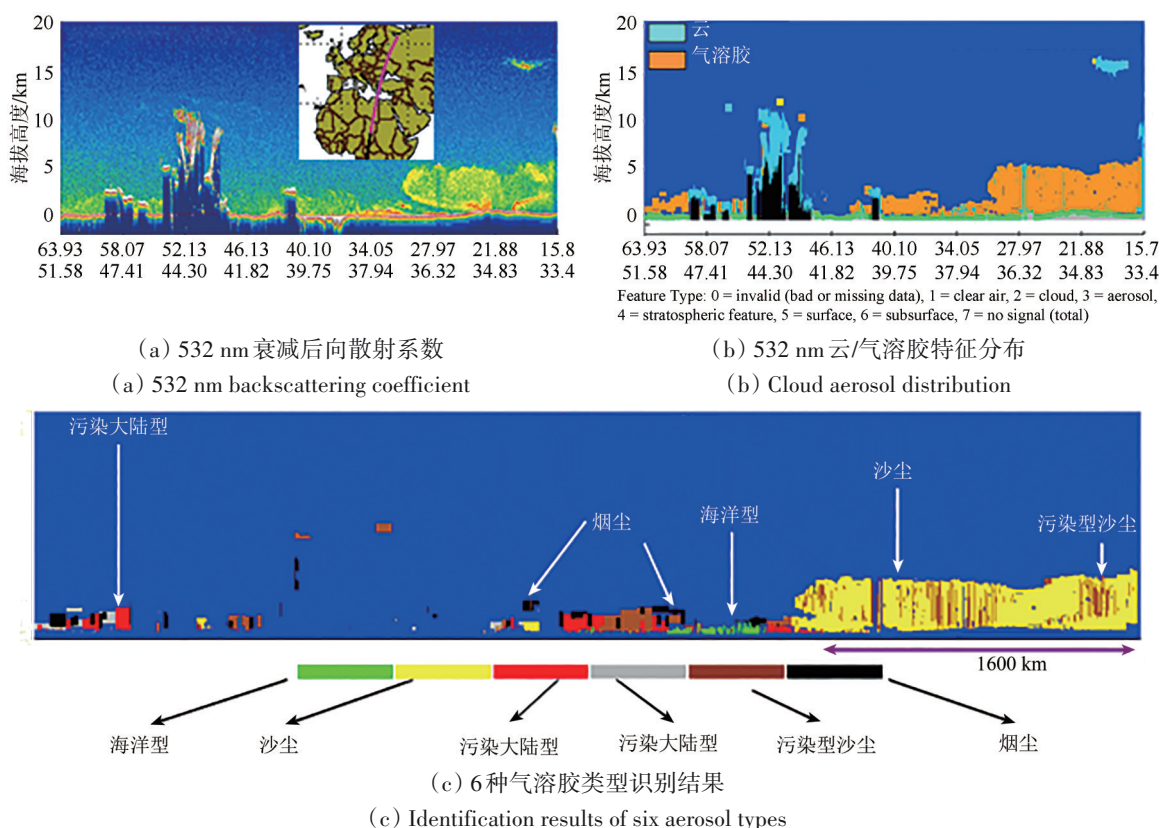 20
15
10
5
0
海拔高度/km
63.93 58.07 52.13 46.13 40.10 34.05 27.97 21.88 15.8
51.58 47.41 44.30 41.82 39.75 37.94 36.32 34.83 33.4
(a) 532 nm衰减后向散射系数
(a) 532 nm backscattering coefficient
云
气溶胶
20
15
10
5
0
海拔高度/km
63.93 58.07 52.13 46.13 40.10 34.05 27.97 21.88 15.7
51.58 47.41 44.30 41.82 39.75 37.94 36.32 34.83 33.4
Feature Type: 0 = invalid (bad or missing data), 1 = clear air, 2 = cloud, 3 = aerosol,
4 = stratospheric feature, 5 = surface, 6 = subsurface, 7 = no signal (total)
(b) 532 nm云/气溶胶特征分布
(b) Cloud aerosol distribution
污染大陆型
烟尘
海洋型
沙尘
污染型沙尘
1600 km
海洋型 沙尘 污染大陆型 污染大陆型 污染型沙尘 烟尘
(c) 6种气溶胶类型识别结果
(c) Identification results of six aerosol types